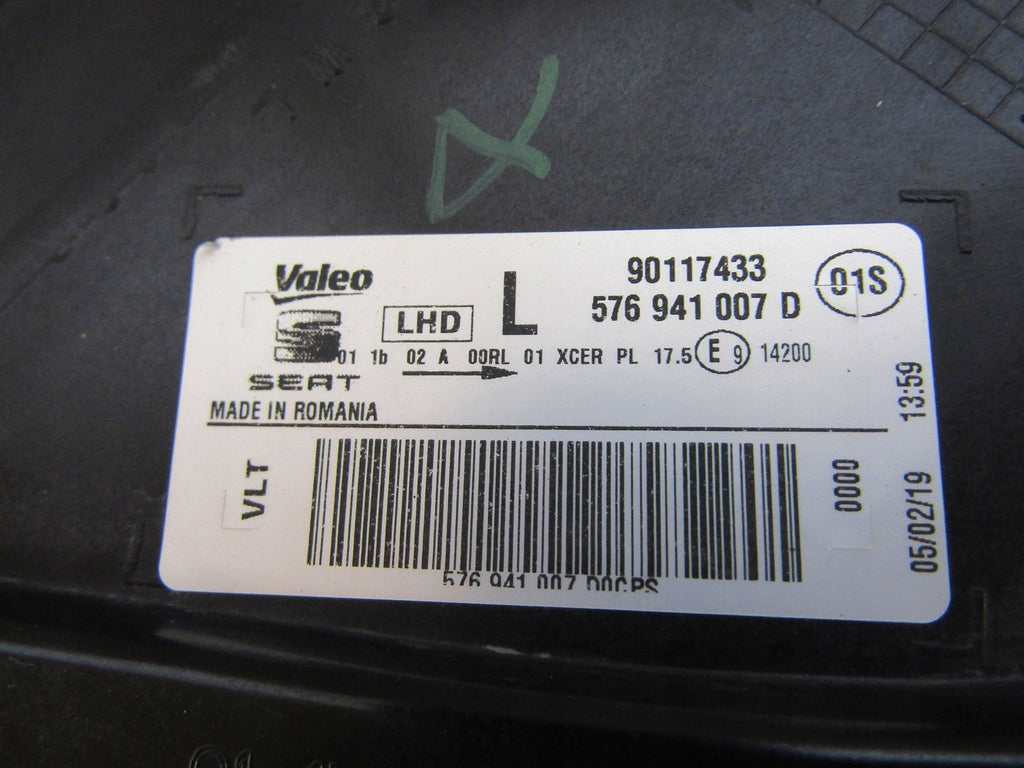 Valeo
LHD
L
90117433
576 941 007 D
01S
SEAT
01 1b 02 A 00RL 01 XCER PL 17.5 E 9 14200
MADE IN ROMANIA
VLT
576 941 007 D0CPS
0000
05/02/19 13:59